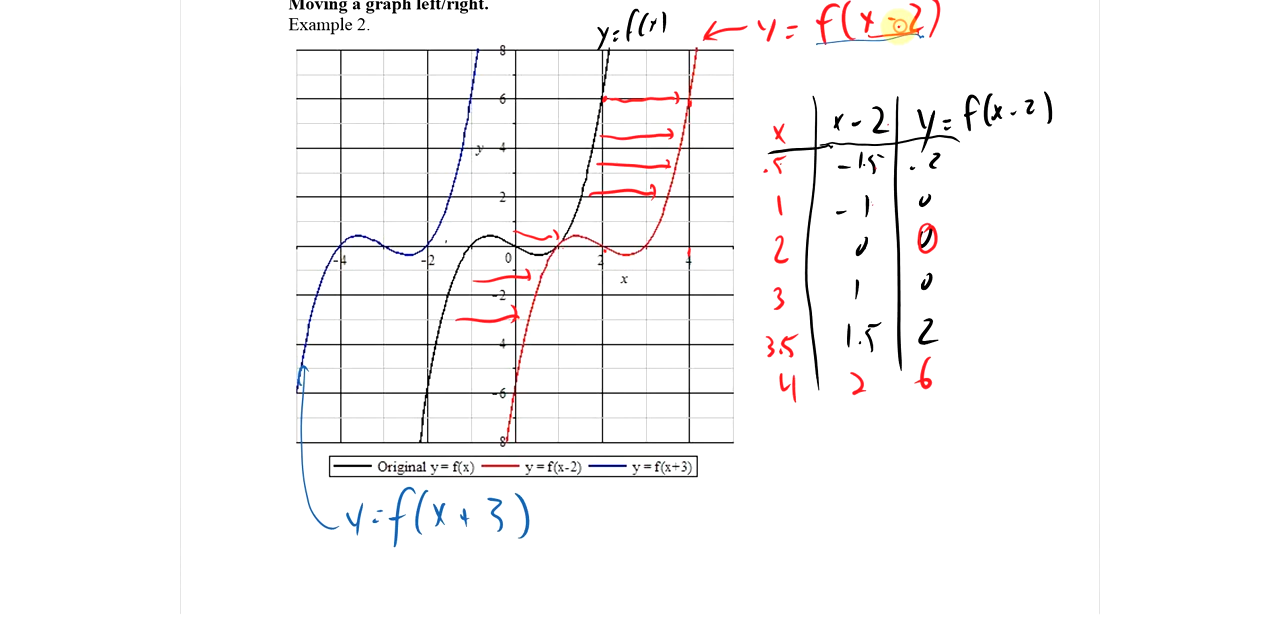 Moving a graph left/right.
Example 2.
y=f(x)
y = f(x-2)
8
6
y 4
2
-4 -2 0 2 4
x
-2
4
-6
8
x x-2 y=f(x-2)
.5 -1.5 -2
1 -1 0
2 0 0
3 1 0
3.5 1.5 2
4 2 6
Original y = f(x) y = f(x-2) y = f(x+3)
y=f(x+3)